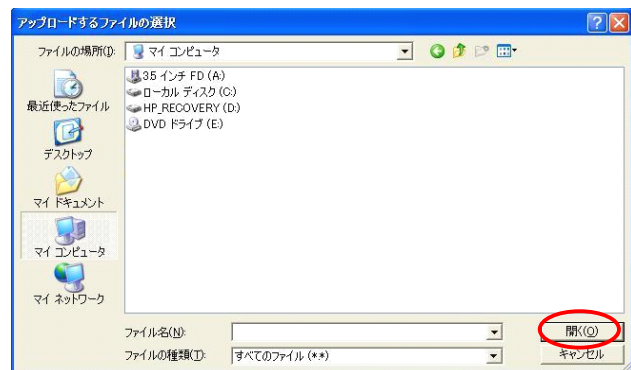 アップロードするファイルの選択
ファイルの場所(I):
マイ コンピュータ
最近使ったファイル
デスクトップ
マイ ドキュメント
マイ コンピュータ
マイ ネットワーク
3.5 インチ FD (A:)
ローカル ディスク (C:)
HP_RECOVERY (D:)
DVD ドライブ (E:)
ファイル名(N):
開く(O)
ファイルの種類(T):
すべてのファイル (*.*)
キャンセル